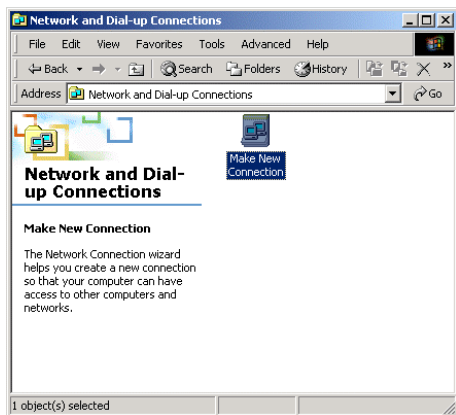 Network and Dial-up Connections
File Edit View Favorites Tools Advanced Help
Back Search Folders History »
Address Network and Dial-up Connections Go
Network and Dial-
up Connections
Make New Connection
The Network Connection wizard
helps you create a new connection
so that your computer can have
access to other computers and
networks.
Make New
Connection
1 object(s) selected